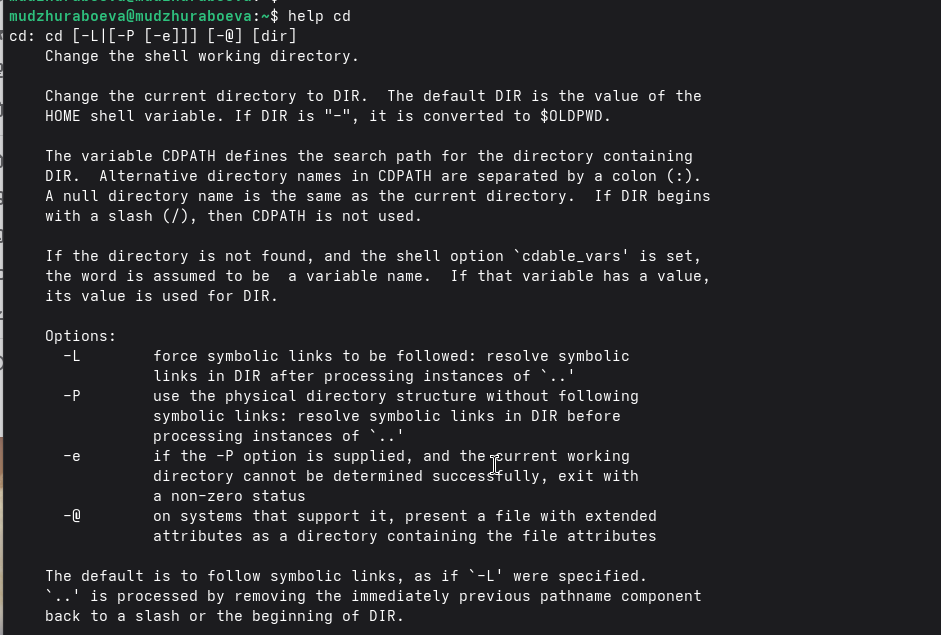 mudzhuraboeva@mudzhuraboeva:~$ help cd
cd: cd [-L|[-P [-e]]] [-@] [dir]
    Change the shell working directory.

    Change the current directory to DIR.  The default DIR is the value of the
    HOME shell variable. If DIR is "-", it is converted to $OLDPWD.

    The variable CDPATH defines the search path for the directory containing
    DIR.  Alternative directory names in CDPATH are separated by a colon (:).
    A null directory name is the same as the current directory.  If DIR begins
    with a slash (/), then CDPATH is not used.

    If the directory is not found, and the shell option `cdable_vars' is set,
    the word is assumed to be  a variable name.  If that variable has a value,
    its value is used for DIR.

    Options:
      -L        force symbolic links to be followed: resolve symbolic
                links in DIR after processing instances of `..'
      -P        use the physical directory structure without following
                symbolic links: resolve symbolic links in DIR before
                processing instances of `..'
      -e        if the -P option is supplied, and the current working
                directory cannot be determined successfully, exit with
                a non-zero status
      -@        on systems that support it, present a file with extended
                attributes as a directory containing the file attributes

    The default is to follow symbolic links, as if `-L' were specified.
    `..' is processed by removing the immediately previous pathname component
    back to a slash or the beginning of DIR.